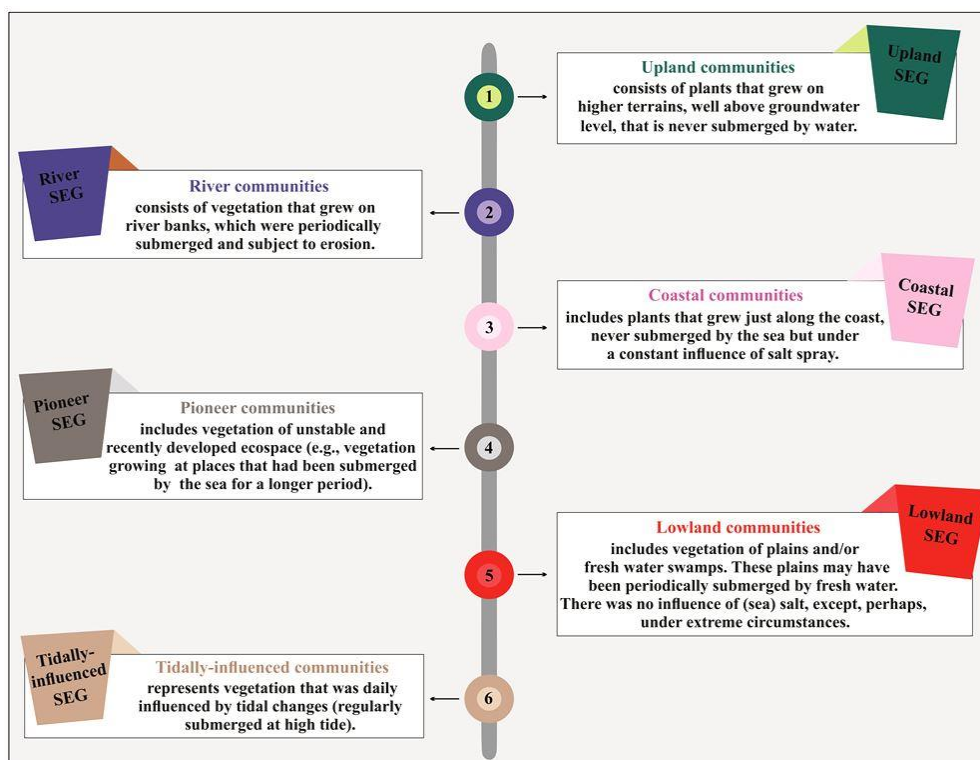 Upland
SEG
1
Upland communities
consists of plants that grew on
higher terrains, well above groundwater
level, that is never submerged by water.
River
SEG
2
River communities
consists of vegetation that grew on
river banks, which were periodically
submerged and subject to erosion.
Coastal
SEG
3
Coastal communities
includes plants that grew just along the coast,
never submerged by the sea but under
a constant influence of salt spray.
Pioneer
SEG
4
Pioneer communities
includes vegetation of unstable and
recently developed ecospace (e.g., vegetation
growing at places that had been submerged
by the sea for a longer period).
Lowland
SEG
5
Lowland communities
includes vegetation of plains and/or
fresh water swamps. These plains may have
been periodically submerged by fresh water.
There was no influence of (sea) salt, except, perhaps,
under extreme circumstances.
Tidally-
influenced
SEG
6
Tidally-influenced communities
represents vegetation that was daily
influenced by tidal changes (regularly
submerged at high tide).